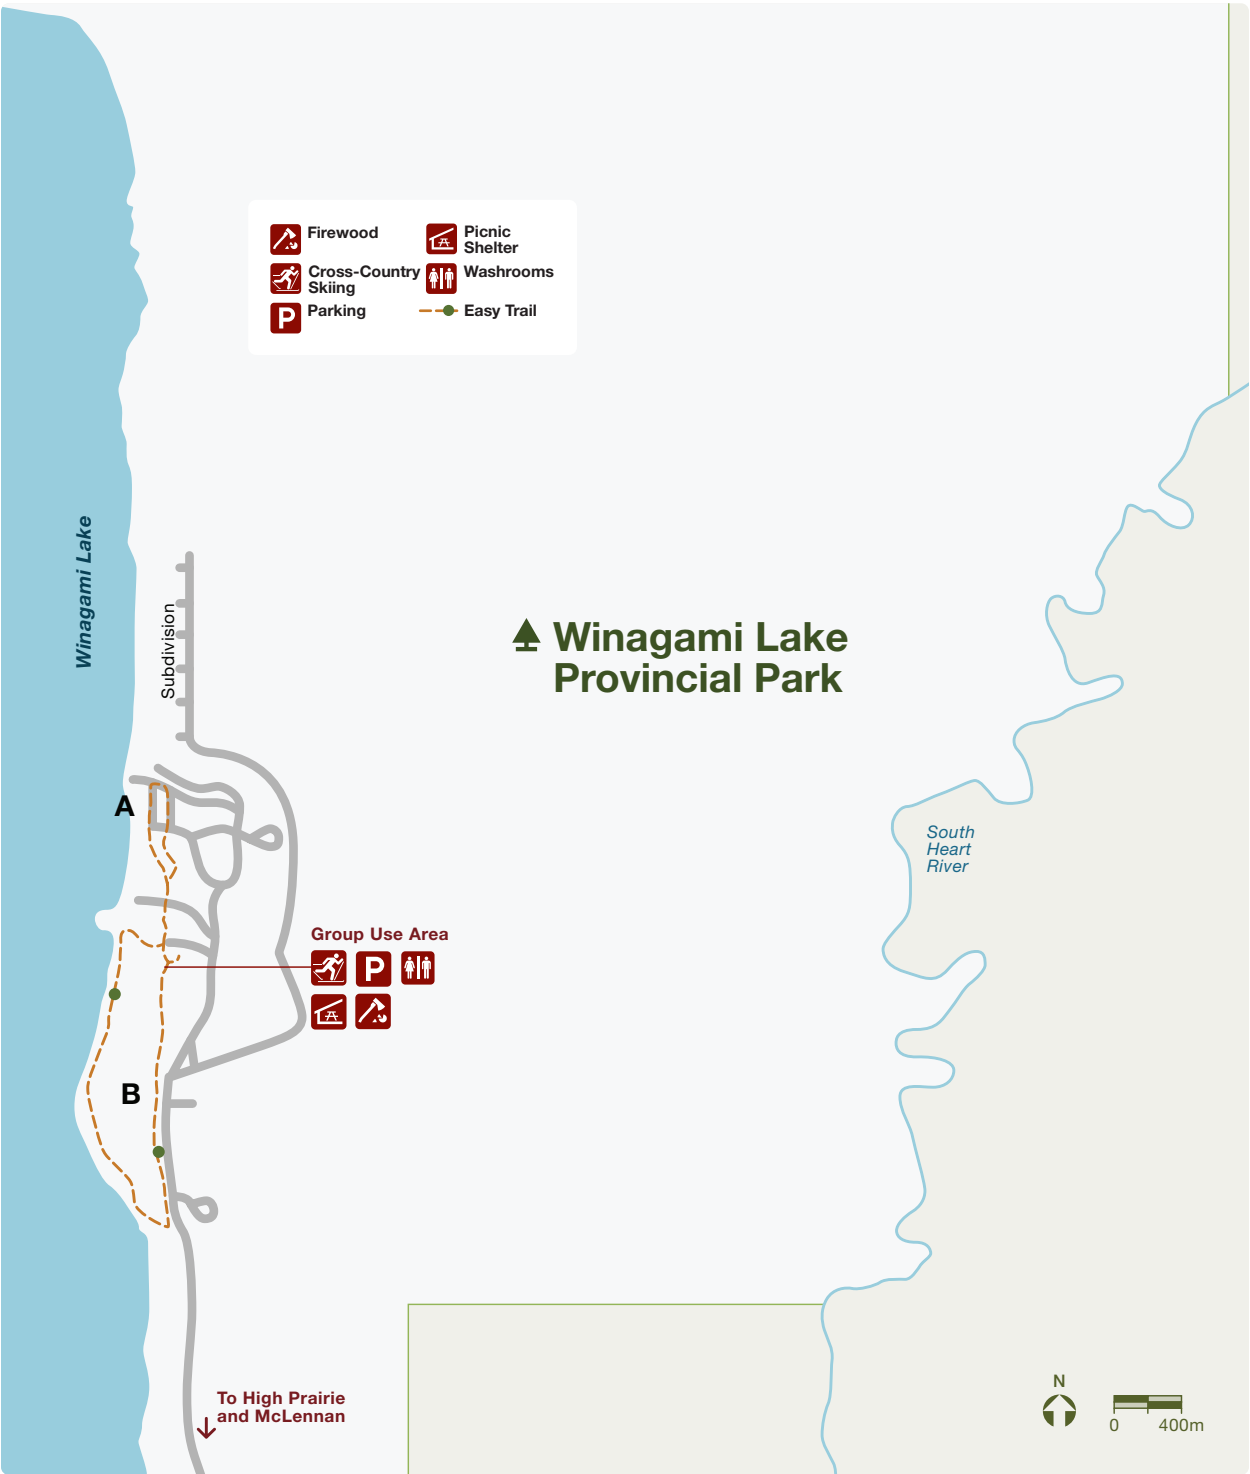 Firewood
Picnic
Shelter
Cross-Country
Skiing
Washrooms
P
Parking
Easy Trail
Winagami Lake
Subdivision
Winagami Lake
Provincial Park
A
South
Heart
River
Group Use Area
P
B
To High Prairie
and McLennan
N
0 400m